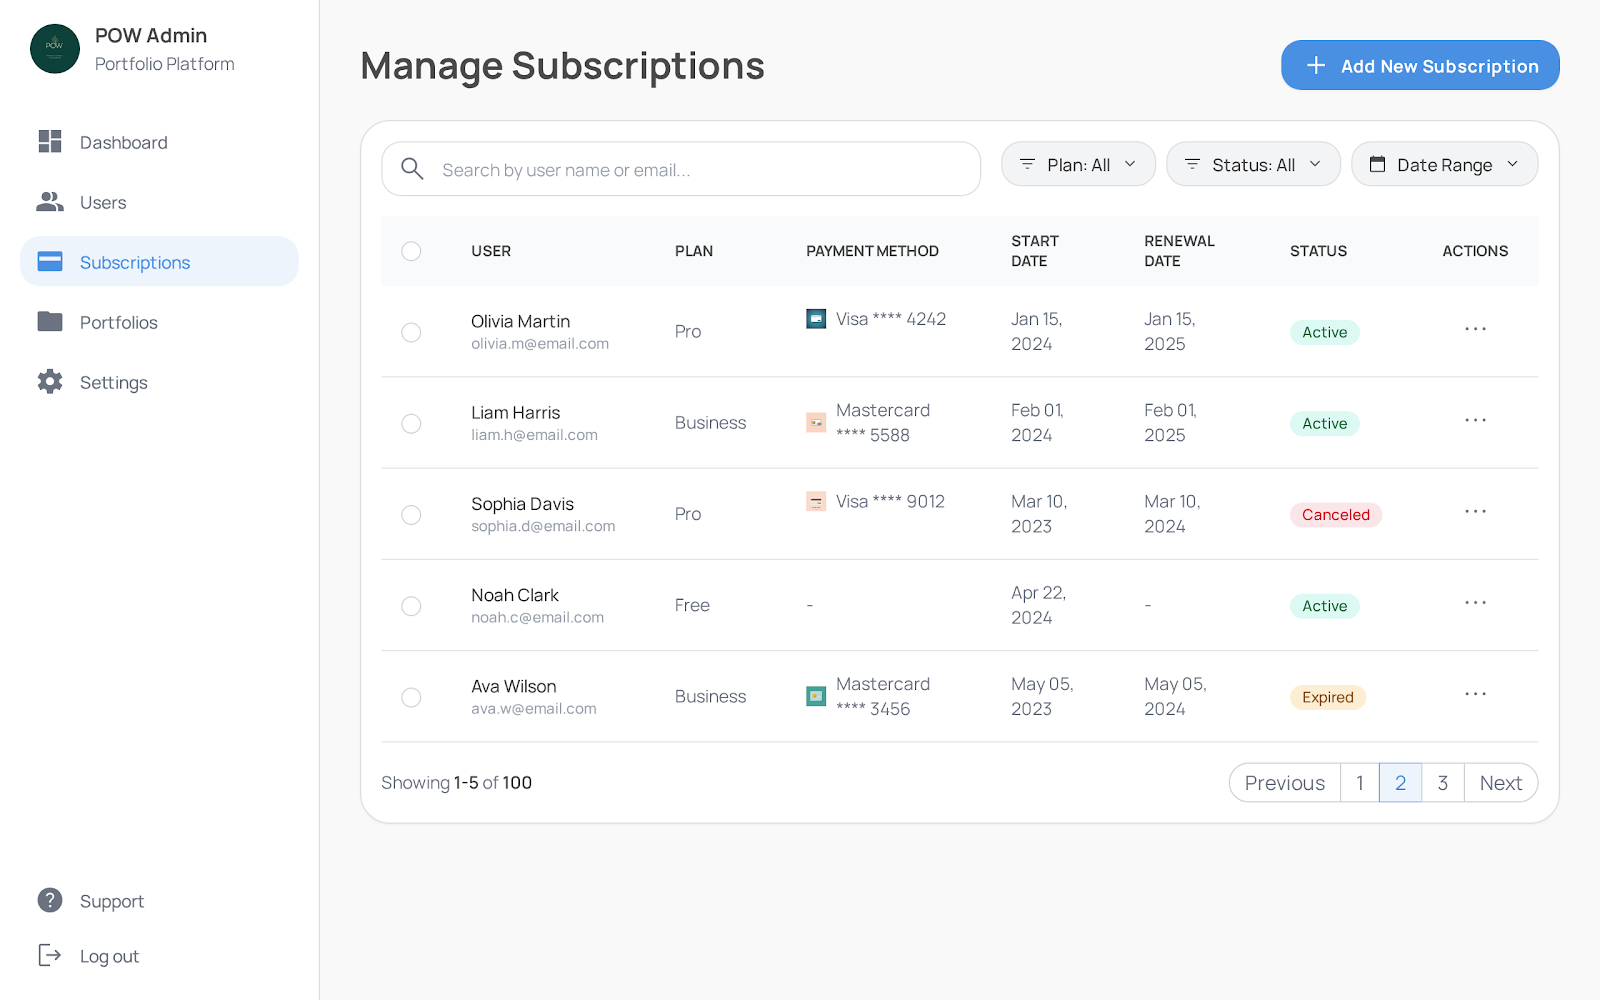 POW
POW Admin
Portfolio Platform
Dashboard
Users
Subscriptions
Portfolios
Settings
Support
Log out
Manage Subscriptions
Add New Subscription
Search by user name or email...
Plan: All
Status: All
Date Range
USER PLAN PAYMENT METHOD START DATE RENEWAL DATE STATUS ACTIONS
Olivia Martin
olivia.m@email.com
Pro
Visa **** 4242
Jan 15,
2024
Jan 15,
2025
Active
...
Liam Harris
liam.h@email.com
Business
Mastercard
**** 5588
Feb 01,
2024
Feb 01,
2025
Active
...
Sophia Davis
sophia.d@email.com
Pro
Visa **** 9012
Mar 10,
2023
Mar 10,
2024
Canceled
...
Noah Clark
noah.c@email.com
Free
-
Apr 22,
2024
-
Active
...
Ava Wilson
ava.w@email.com
Business
Mastercard
**** 3456
May 05,
2023
May 05,
2024
Expired
...
Showing 1-5 of 100
Previous 1 2 3 Next